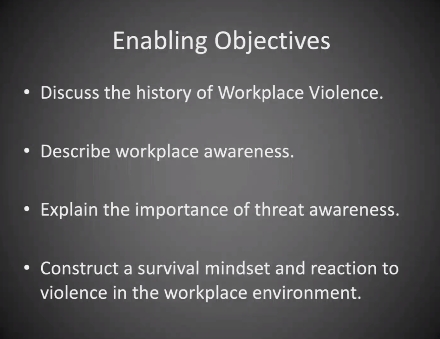 Enabling Objectives
• Discuss the history of Workplace Violence.
• Describe workplace awareness.
• Explain the importance of threat awareness.
• Construct a survival mindset and reaction to
violence in the workplace environment.